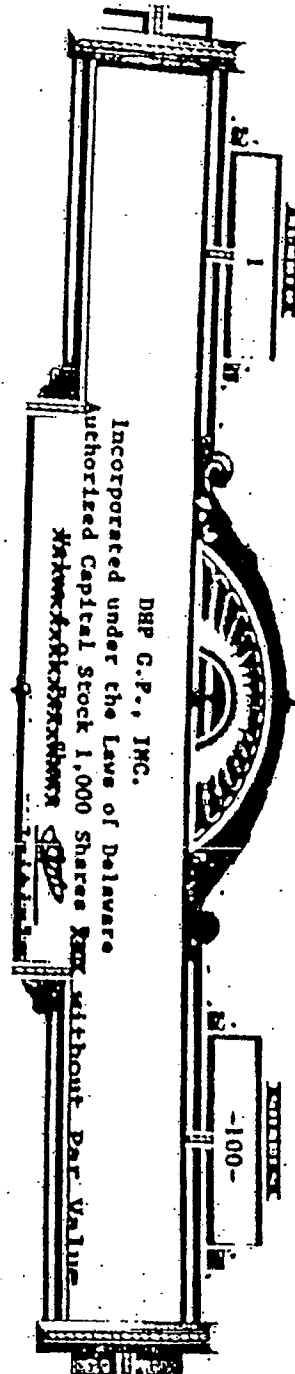 NUMBER
1
-100-
DHP G.P., INC.
Incorporated under the Laws of Delaware
Authorized Capital Stock 1,000 Shares without Par Value